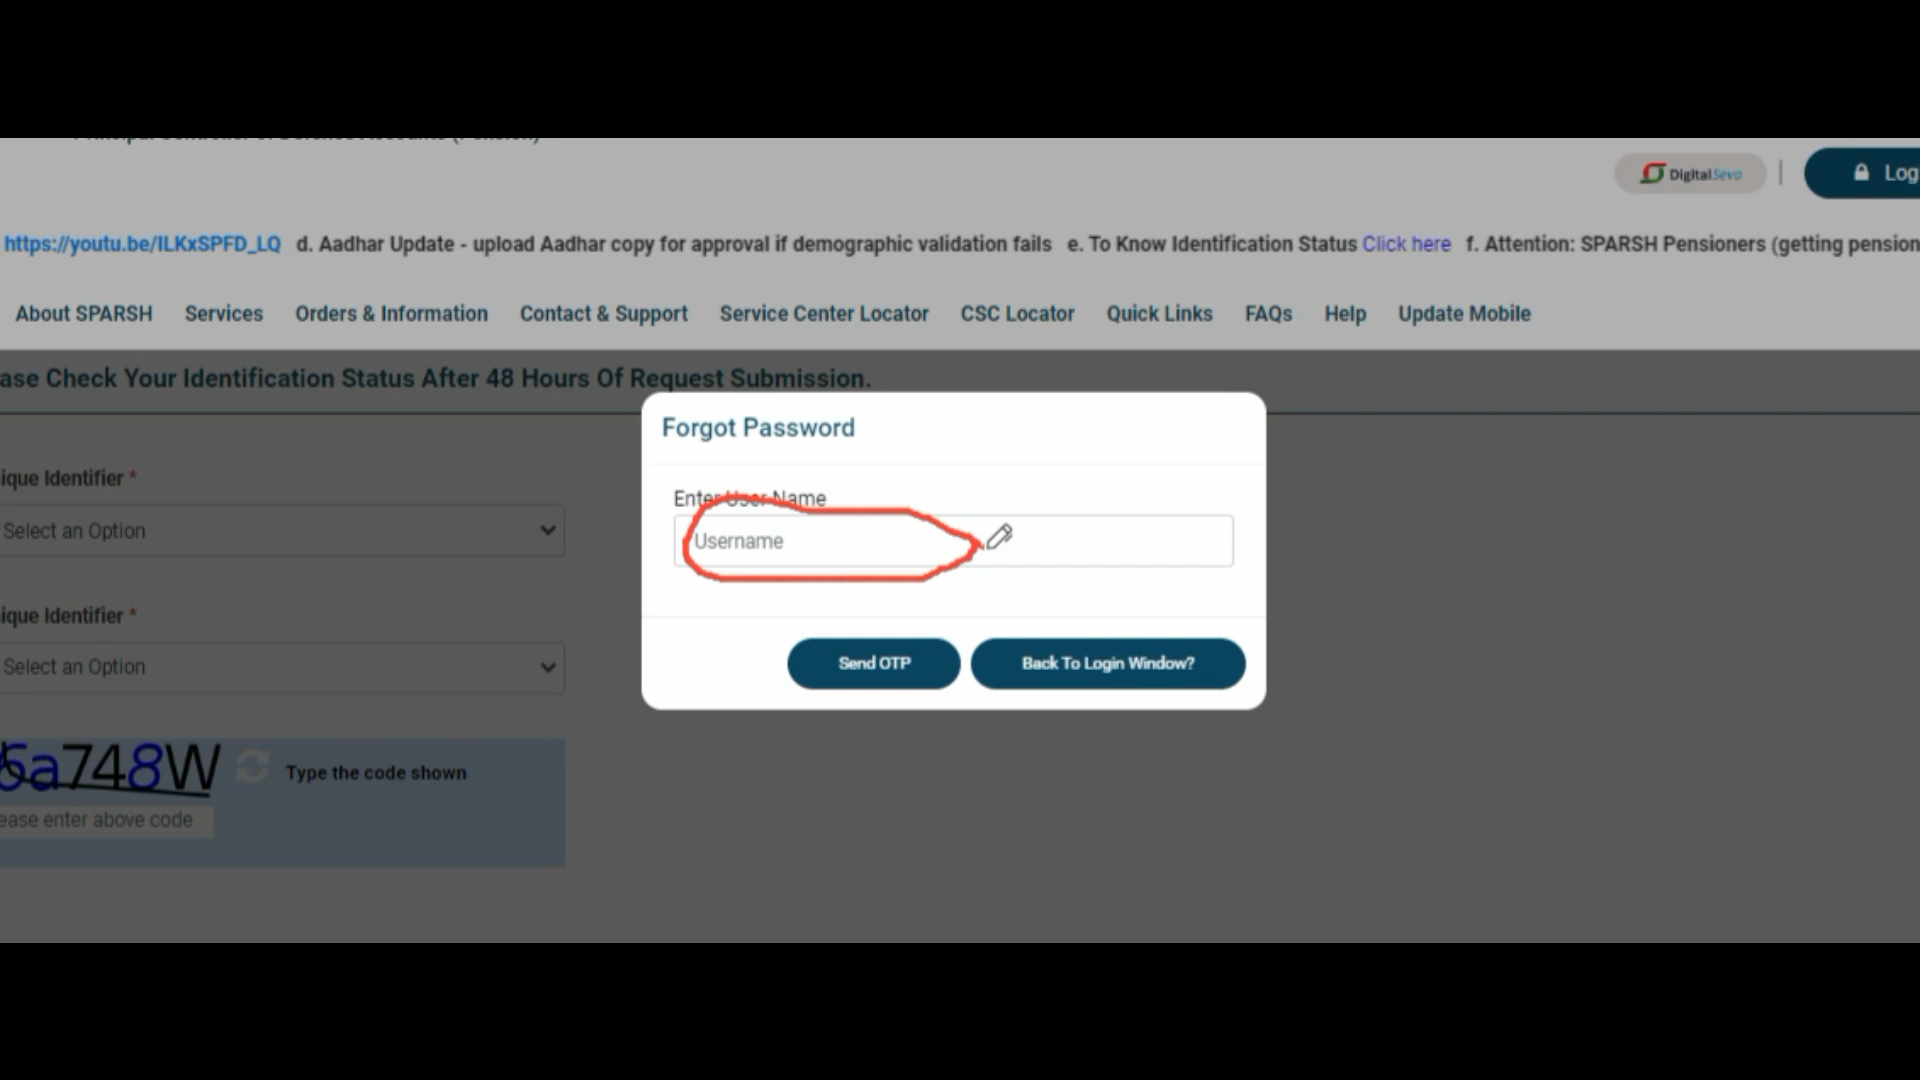 DigitalSeva
Log
https://youtu.be/ILKxSPFD_LQ d. Aadhar Update - upload Aadhar copy for approval if demographic validation fails e. To Know Identification Status Click here f. Attention: SPARSH Pensioners (getting pension
About SPARSH Services Orders & Information Contact & Support Service Center Locator CSC Locator Quick Links FAQs Help Update Mobile
ase Check Your Identification Status After 48 Hours Of Request Submission.
Forgot Password
ique Identifier *
Enter User Name
Select an Option
Username
ique Identifier *
Select an Option
Send OTP Back To Login Window?
6a748W Type the code shown
ease enter above code